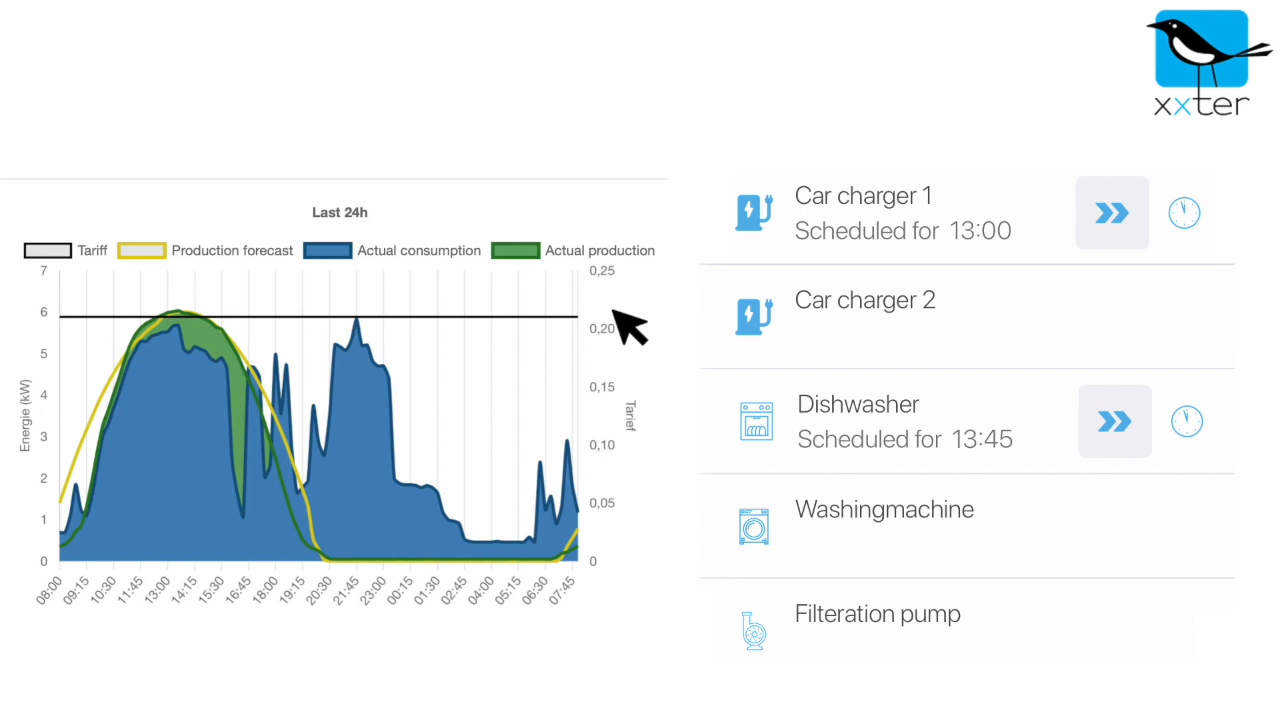 xxter
Last 24h
Tariff Production forecast Actual consumption Actual production
7
6
5
4
3
2
1
0
Energie (kW)
0,25
0,20
0,15
0,10
0,05
0
Tarief
08:00 09:15 10:30 11:45 13:00 14:15 15:30 16:45 18:00 19:15 20:30 21:45 23:00 00:15 01:30 02:45 04:00 05:15 06:30 07:45
Car charger 1
Scheduled for 13:00
Car charger 2
Dishwasher
Scheduled for 13:45
Washingmachine
Filteration pump